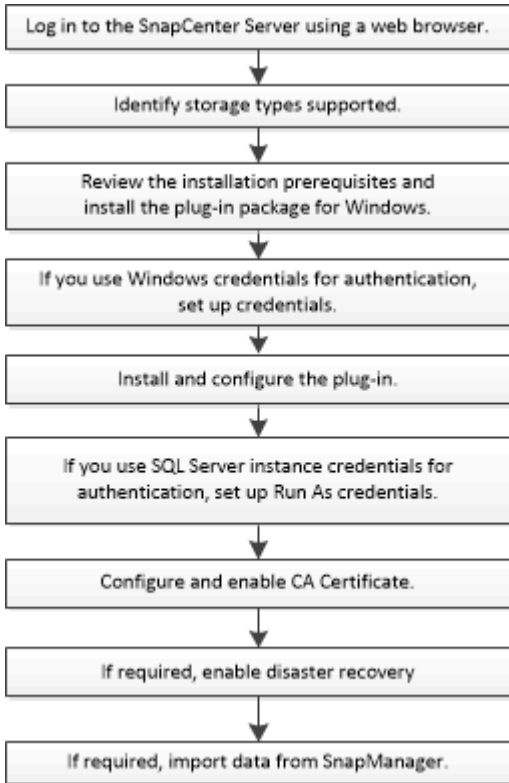 Log in to the SnapCenter Server using a web browser.
Identify storage types supported.
Review the installation prerequisites and
install the plug-in package for Windows.
If you use Windows credentials for authentication,
set up credentials.
Install and configure the plug-in.
If you use SQL Server instance credentials for
authentication, set up Run As credentials.
Configure and enable CA Certificate.
If required, enable disaster recovery
If required, import data from SnapManager.